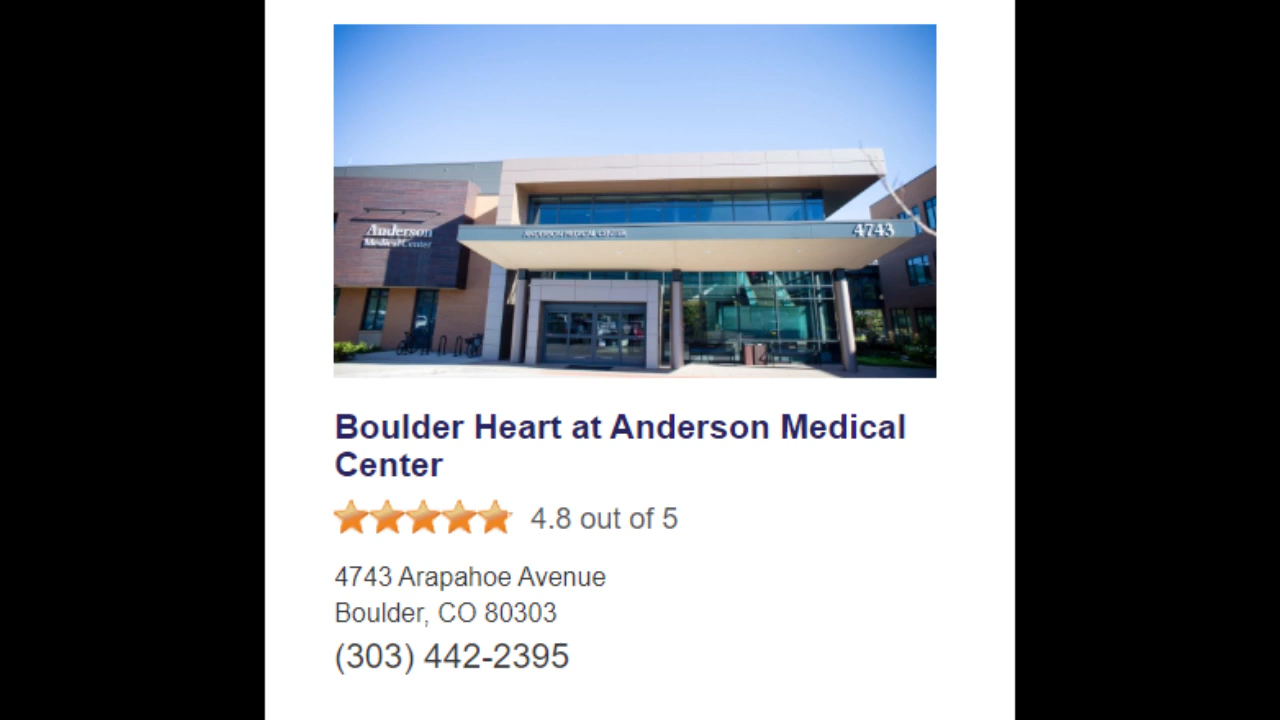 Anderson
Medical Center
ANDERSON MEDICAL CENTER
4743
Boulder Heart at Anderson Medical
Center
4.8 out of 5
4743 Arapahoe Avenue
Boulder, CO 80303
(303) 442-2395